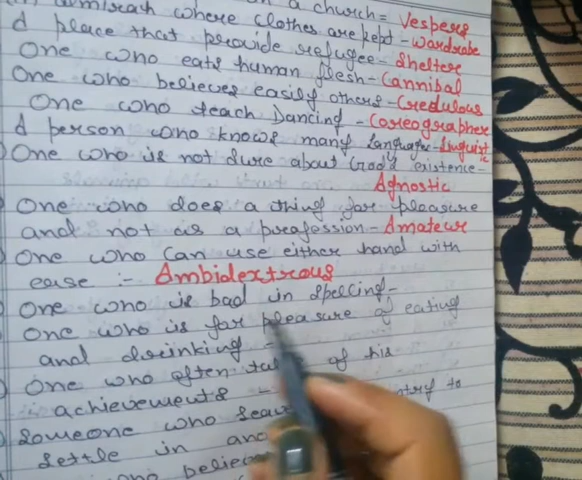 a church = Vespers
where clothes are kept - wardrobe
d place that provide refugee - Shelter
One who eats human flesh - Cannibal
One who believes easily others - Credulous
One who teach Dancing - Coreographer
d person who knows many languages - Linguist
One who is not sure about God's existence -
Agnostic
One who does a thing for pleasure
and not as a profession - Amateur
One who Can use either hand with
ease :- Ambidextrous
One who is bad in spelling -
One who is for pleasure of eating
and drinking -
One who often of his
achievements -
Someone who to
settle in